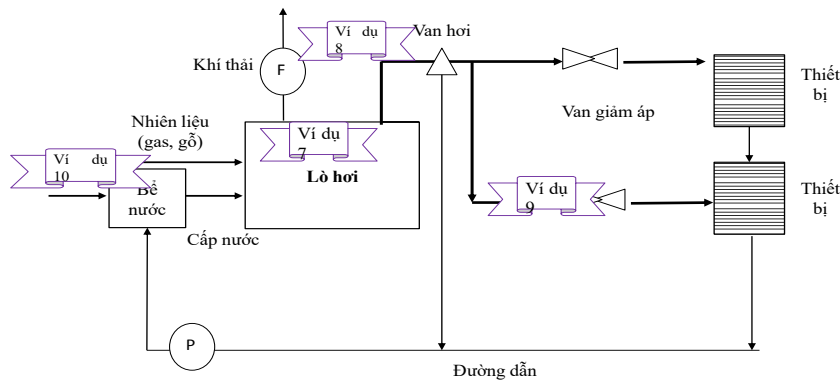 Ví dụ
8
Van hơi
Khí thải
F
Thiết
bị
Van giảm áp
Nhiên liệu
(gas, gỗ)
Ví dụ
7
Lò hơi
Ví dụ
10
Bể
nước
Ví dụ
9
Thiết
bị
Cấp nước
P
Đường dẫn